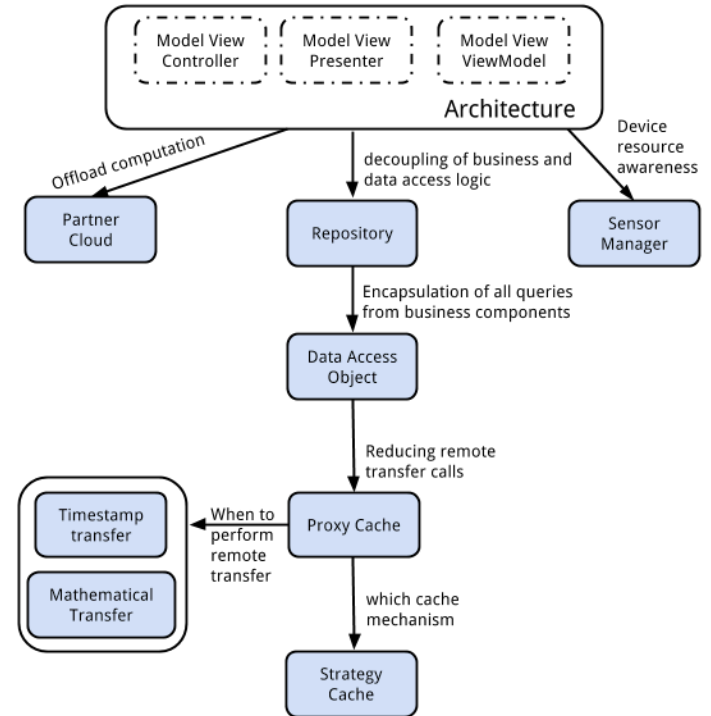 Model View
Controller
Model View
Presenter
Model View
ViewModel
Architecture
Offload computation
decoupling of business and
data access logic
Device
resource
awareness
Partner
Cloud
Repository
Sensor
Manager
Encapsulation of all queries
from business components
Data Access
Object
Reducing remote
transfer calls
Timestamp
transfer
When to
perform
remote
transfer
Proxy Cache
Mathematical
Transfer
which cache
mechanism
Strategy
Cache